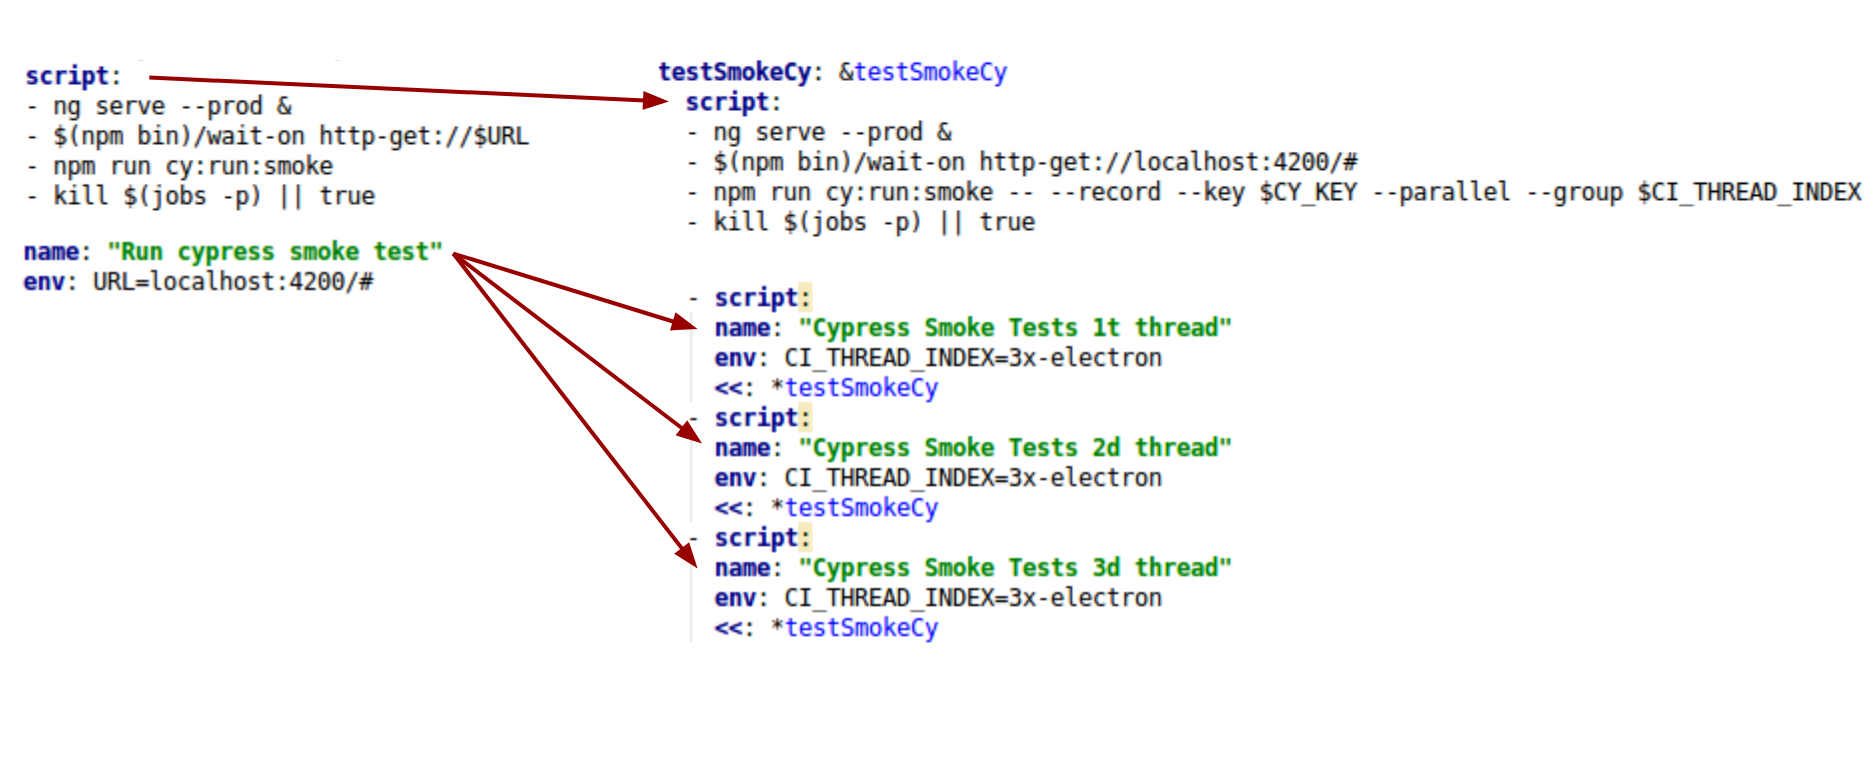 script:
- ng serve --prod &
- $(npm bin)/wait-on http-get://$URL
- npm run cy:run:smoke
- kill $(jobs -p) || true
name: "Run cypress smoke test"
env: URL=localhost:4200/#
testSmokeCy: &testSmokeCy
script:
- ng serve --prod &
- $(npm bin)/wait-on http-get://localhost:4200/#
- npm run cy:run:smoke -- --record --key $CY_KEY --parallel --group $CI_THREAD_INDEX
- kill $(jobs -p) || true
- script:
name: "Cypress Smoke Tests 1t thread"
env: CI_THREAD_INDEX=3x-electron
<<: *testSmokeCy
- script:
name: "Cypress Smoke Tests 2d thread"
env: CI_THREAD_INDEX=3x-electron
<<: *testSmokeCy
- script:
name: "Cypress Smoke Tests 3d thread"
env: CI_THREAD_INDEX=3x-electron
<<: *testSmokeCy